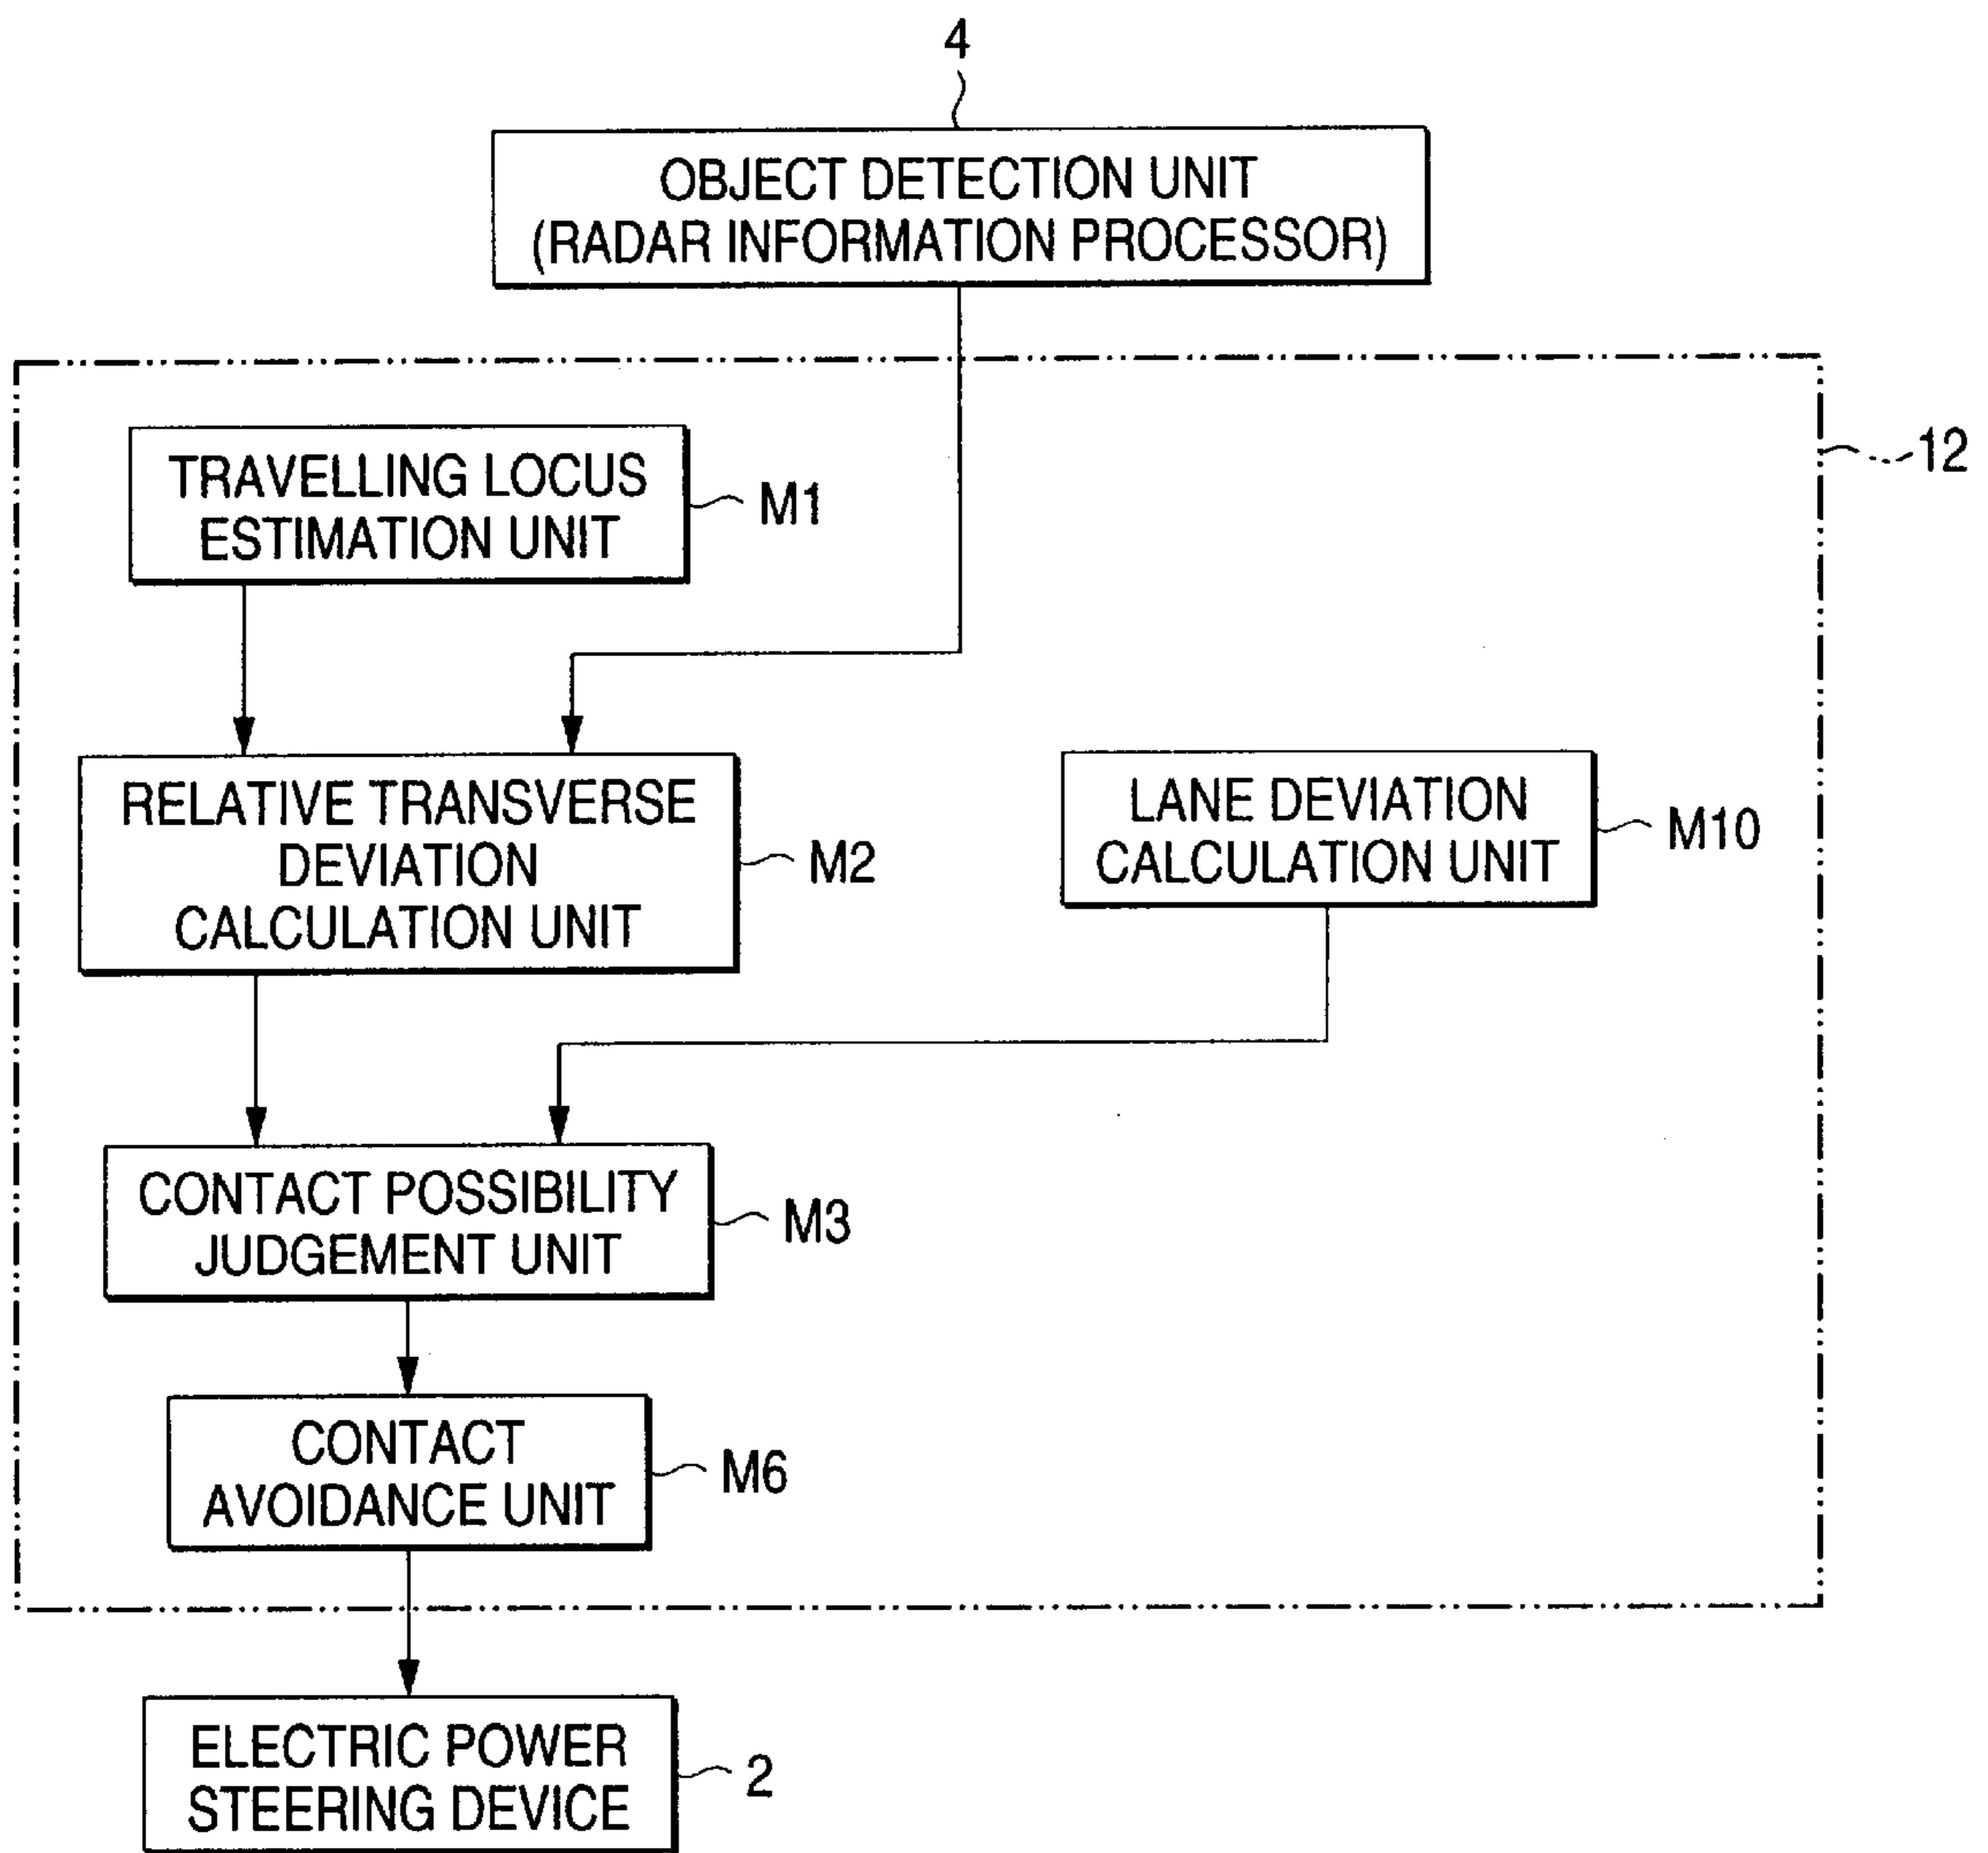 4
OBJECT DETECTION UNIT
(RADAR INFORMATION PROCESSOR)
12
TRAVELLING LOCUS
ESTIMATION UNIT
M1
RELATIVE TRANSVERSE
DEVIATION
CALCULATION UNIT
M2
LANE DEVIATION
CALCULATION UNIT
M10
CONTACT POSSIBILITY
JUDGEMENT UNIT
M3
CONTACT
AVOIDANCE UNIT
M6
ELECTRIC POWER
STEERING DEVICE
2